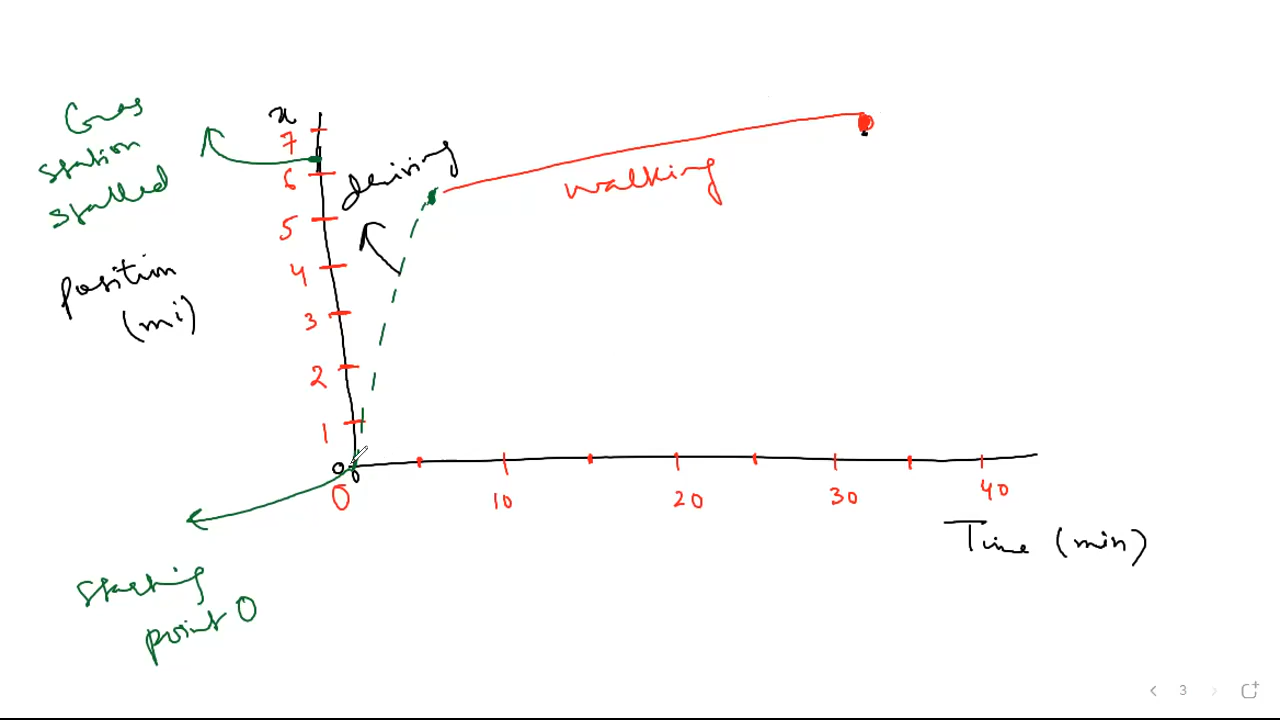 Gas
station
stalled
Position
(mi)
x
7
6
5
4
3
2
1
0
0
driving
walking
10
20
30
40
Time (min)
Starting
point O
3